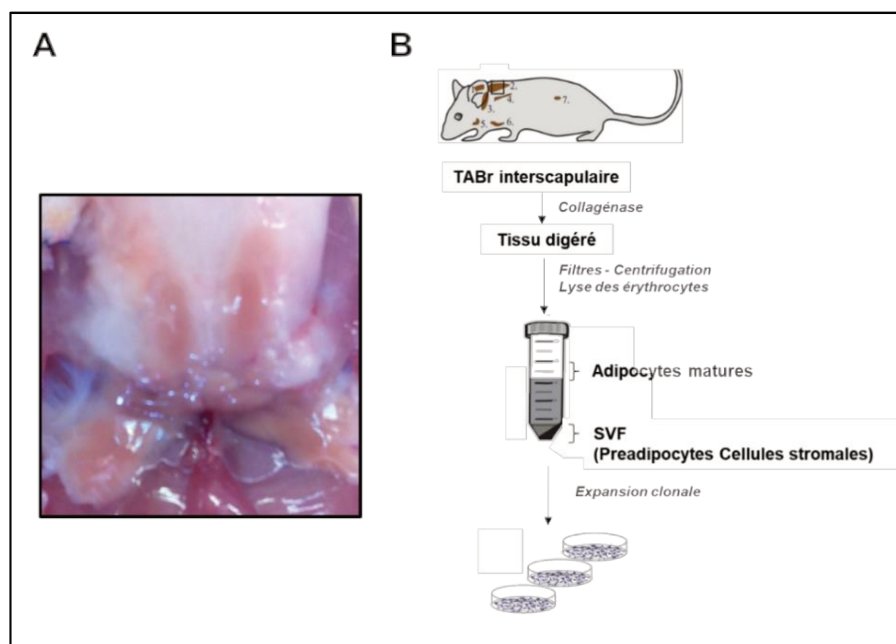 A
B
2.
4.
3.
7.
5.
6.
TABr interscapulaire
Collagénase
Tissu digéré
Filtres - Centrifugation
Lyse des érythrocytes
Adipocytes matures
SVF
(Preadipocytes Cellules stromales)
Expansion clonale